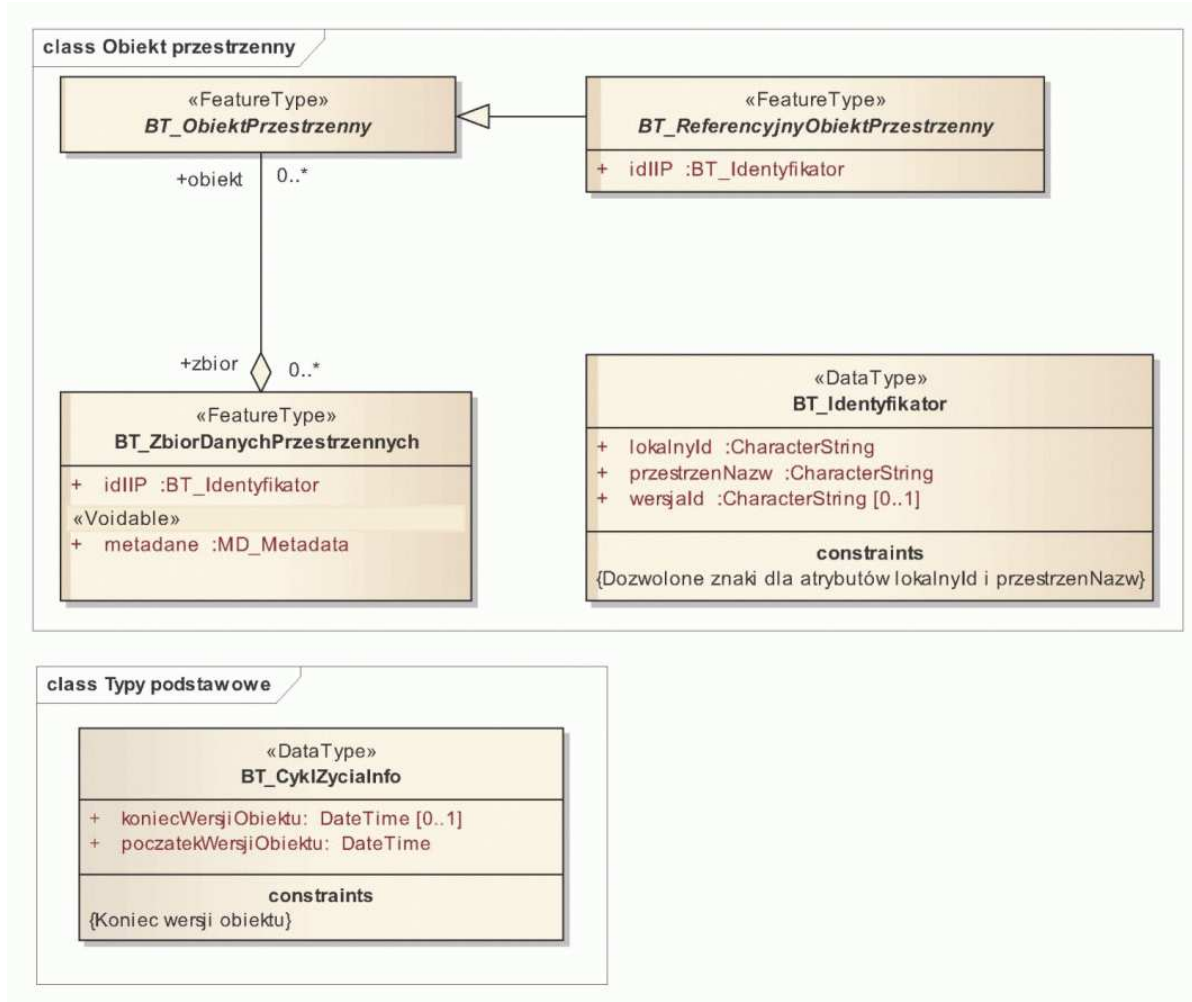 class Obiekt przestrzenny
«FeatureType»
BT_ObiektPrzestrzenny
«FeatureType»
BT_ReferencyjnyObiektPrzestrzenny
+ idIIP :BT_Identyfikator
+obiekt 0..*
+zbior 0..*
«FeatureType»
BT_ZbiorDanychPrzestrzennych
+ idIIP :BT_Identyfikator
«Voidable»
+ metadane :MD_Metadata
«DataType»
BT_Identyfikator
+ lokalnyId :CharacterString
+ przestrzenNazw :CharacterString
+ wersjaId :CharacterString [0..1]
constraints
{Dozwolone znaki dla atrybutów lokalnyId i przestrzenNazw}
class Typy podstawowe
«DataType»
BT_CyklZyciaInfo
+ koniecWersjiObiektu: DateTime [0..1]
+ poczatekWersjiObiektu: DateTime
constraints
{Koniec wersji obiektu}